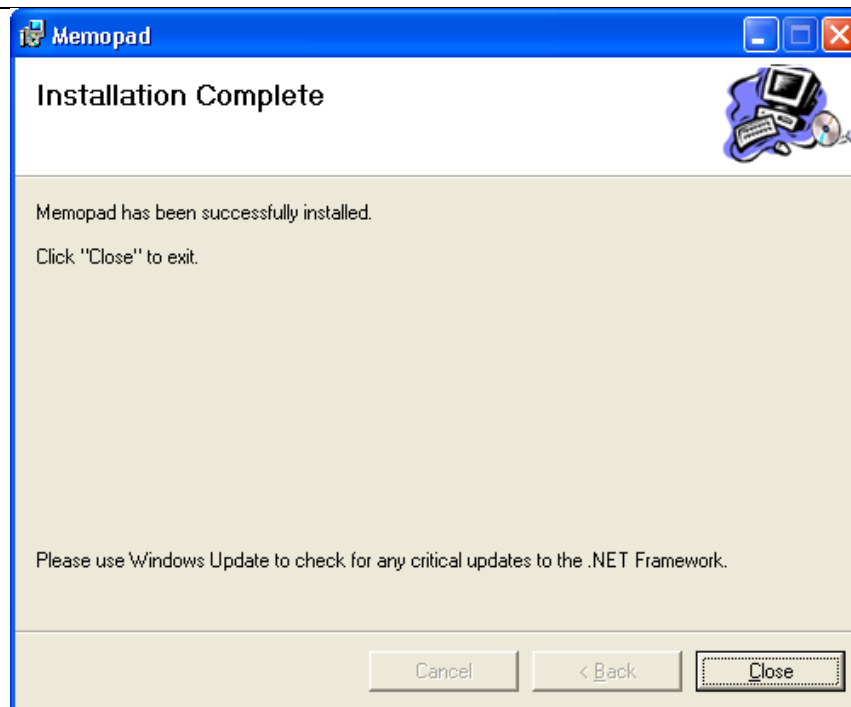 Memopad
Installation Complete
Memopad has been successfully installed.
Click "Close" to exit.
Please use Windows Update to check for any critical updates to the .NET Framework.
Cancel
< Back
Close